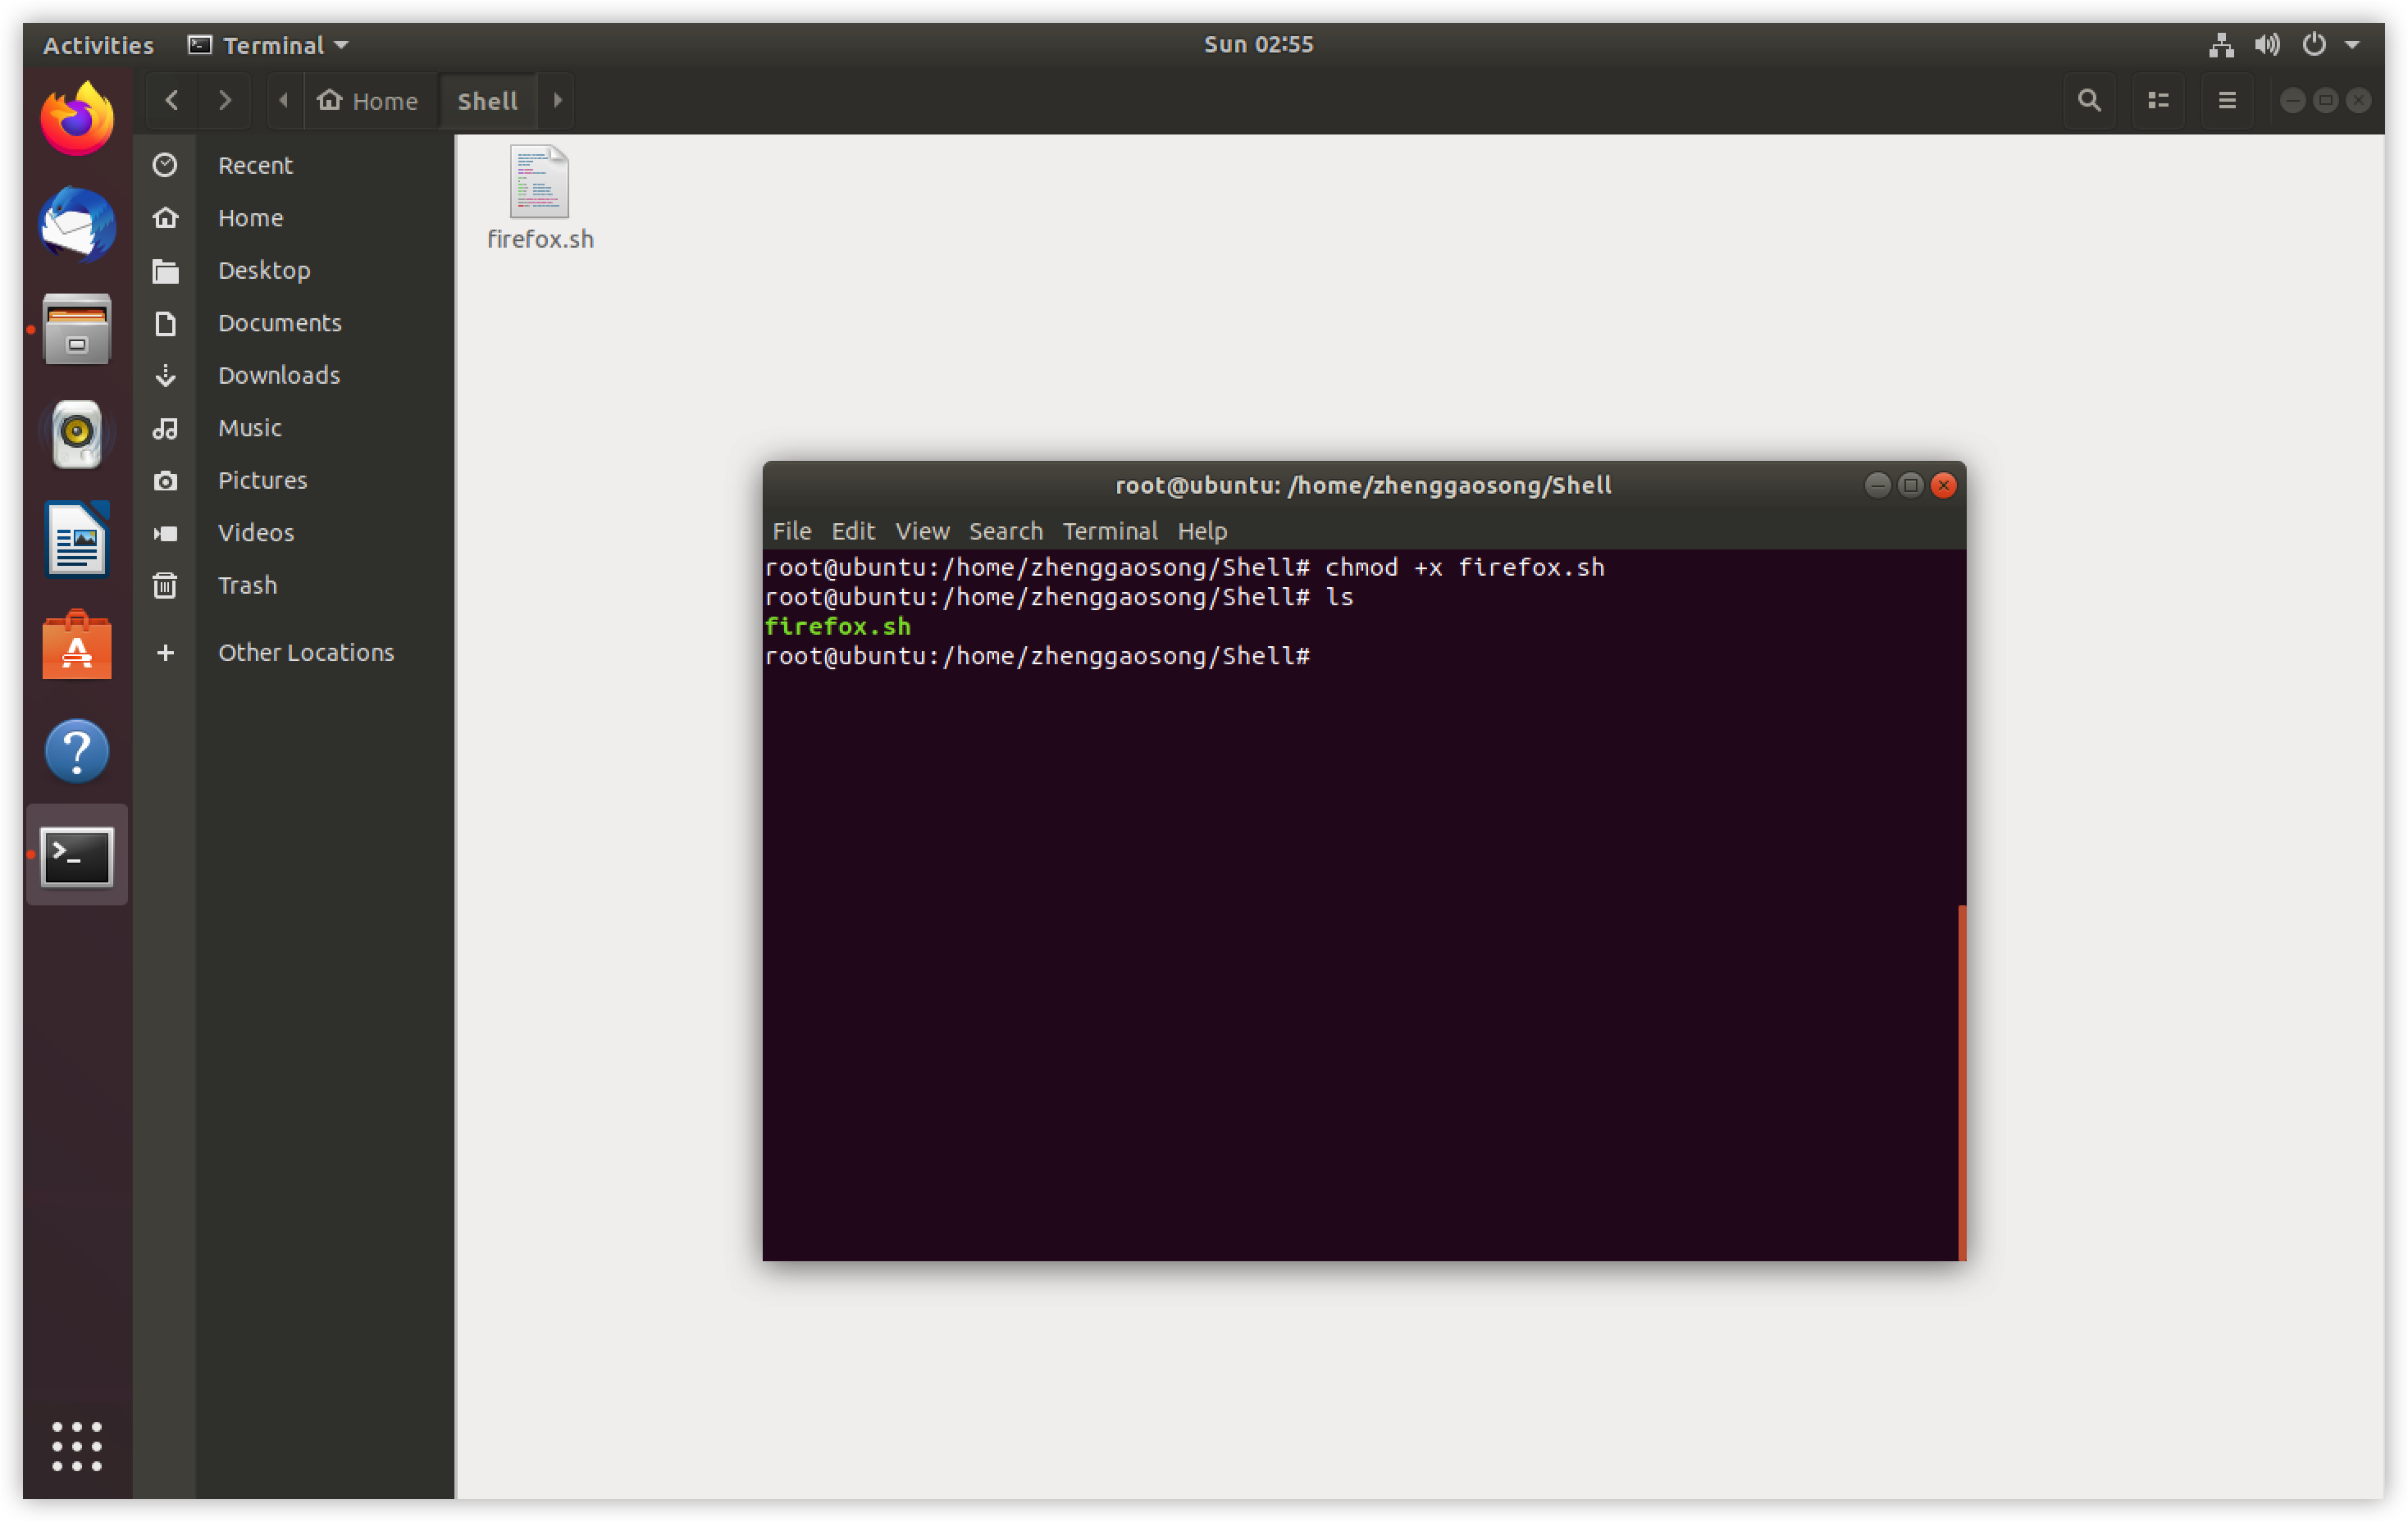 Activities Terminal Sun 02:55
Home Shell
Recent
Home
Desktop
Documents
Downloads
Music
Pictures
Videos
Trash
Other Locations
firefox.sh
root@ubuntu: /home/zhenggaosong/Shell
File Edit View Search Terminal Help
root@ubuntu:/home/zhenggaosong/Shell# chmod +x firefox.sh
root@ubuntu:/home/zhenggaosong/Shell# ls
firefox.sh
root@ubuntu:/home/zhenggaosong/Shell#